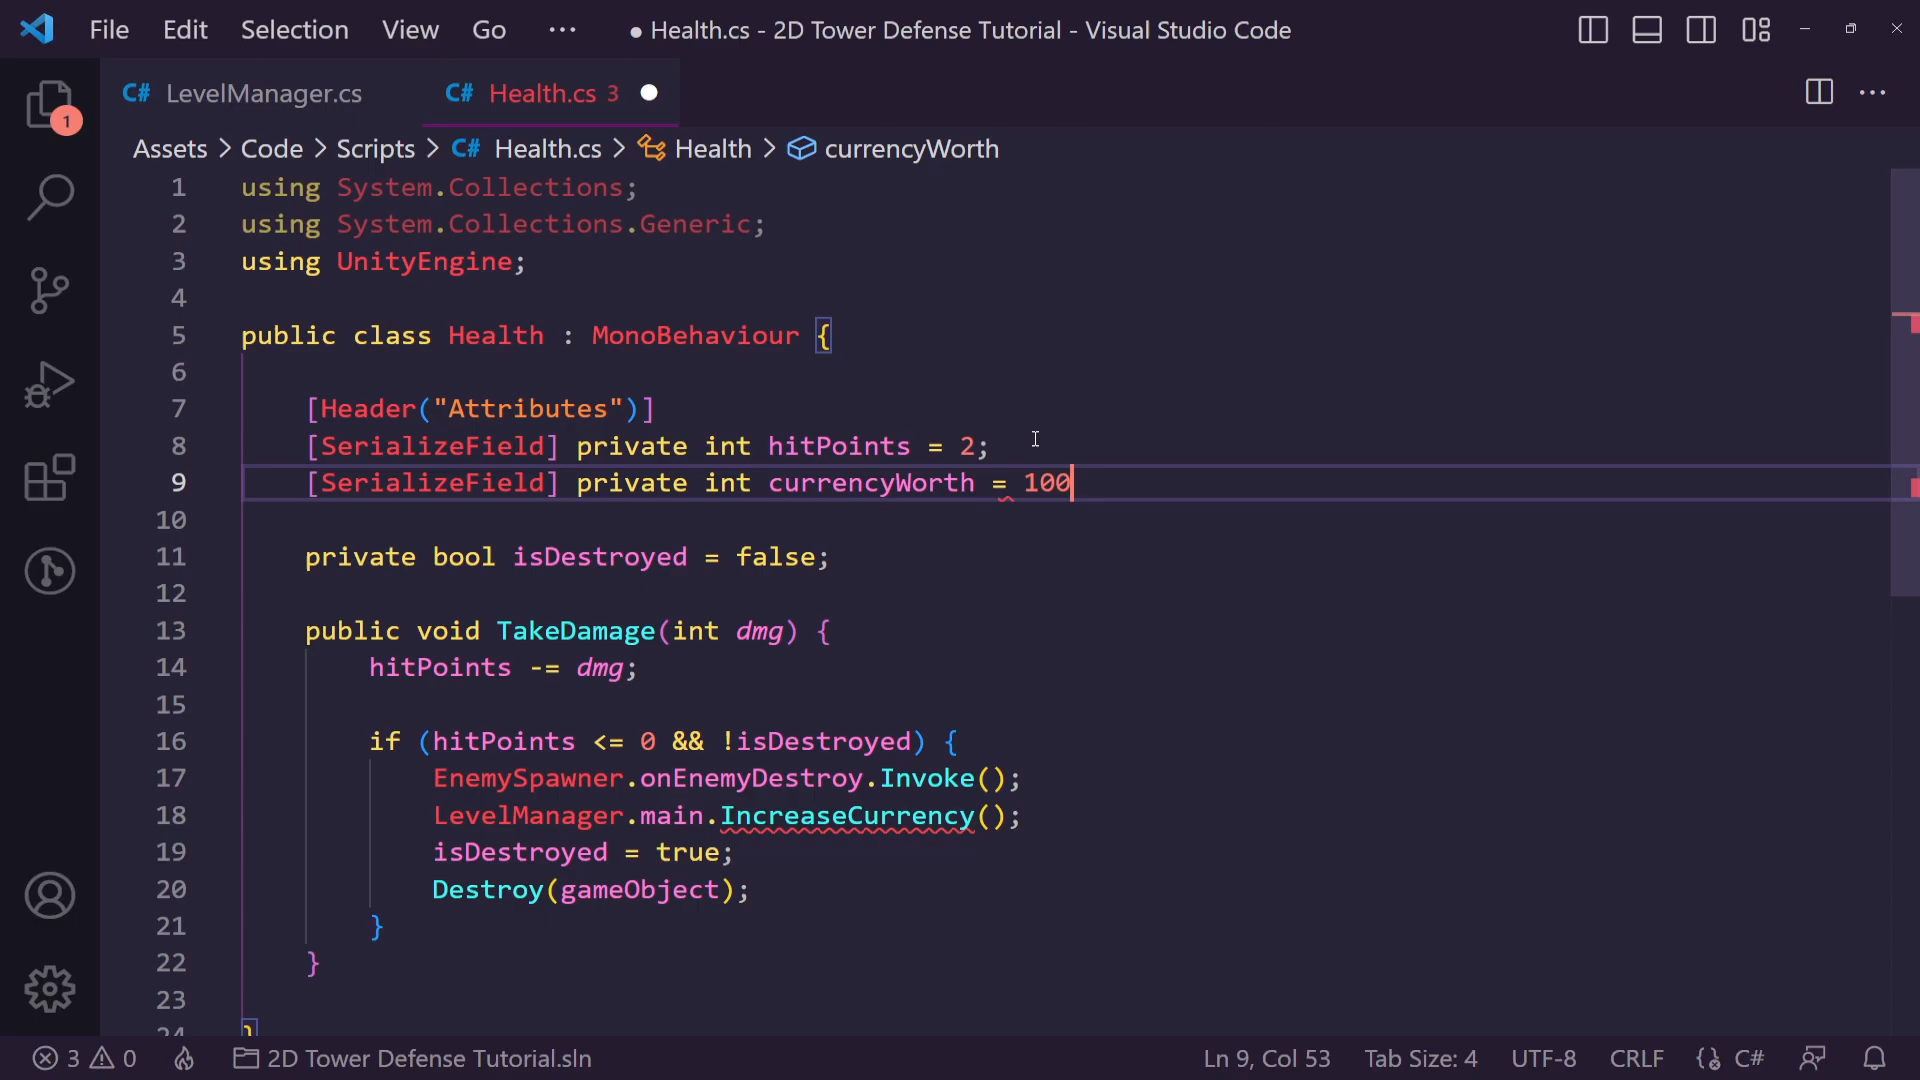 File Edit Selection View Go ··· ● Health.cs - 2D Tower Defense Tutorial - Visual Studio Code
C# LevelManager.cs C# Health.cs 3
1
Assets > Code > Scripts > C# Health.cs > Health > currencyWorth
1 using System.Collections;
2 using System.Collections.Generic;
3 using UnityEngine;
4
5 public class Health : MonoBehaviour {
6
7 [Header("Attributes")]
8 [SerializeField] private int hitPoints = 2;
9 [SerializeField] private int currencyWorth = 100
10
11 private bool isDestroyed = false;
12
13 public void TakeDamage(int dmg) {
14 hitPoints -= dmg;
15
16 if (hitPoints <= 0 && !isDestroyed) {
17 EnemySpawner.onEnemyDestroy.Invoke();
18 LevelManager.main.IncreaseCurrency();
19 isDestroyed = true;
20 Destroy(gameObject);
21 }
22 }
23
24 }
3 0 2D Tower Defense Tutorial.sln Ln 9, Col 53 Tab Size: 4 UTF-8 CRLF C#